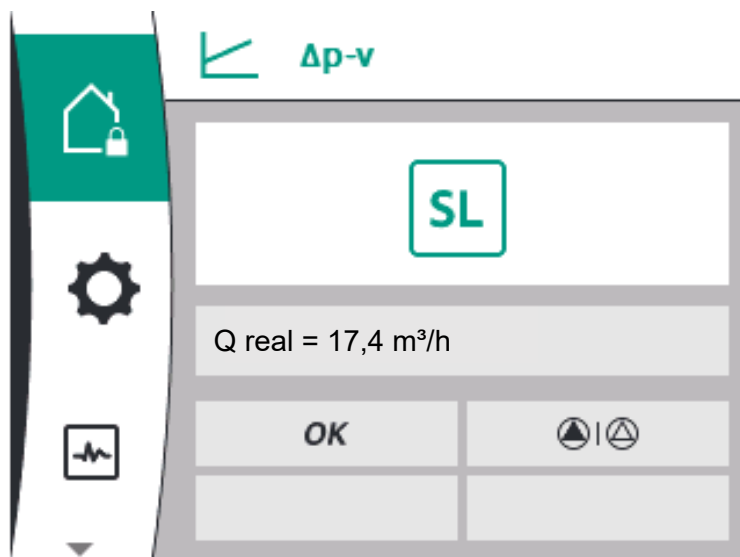 Δp-v
SL
Q real = 17,4 m³/h
OK